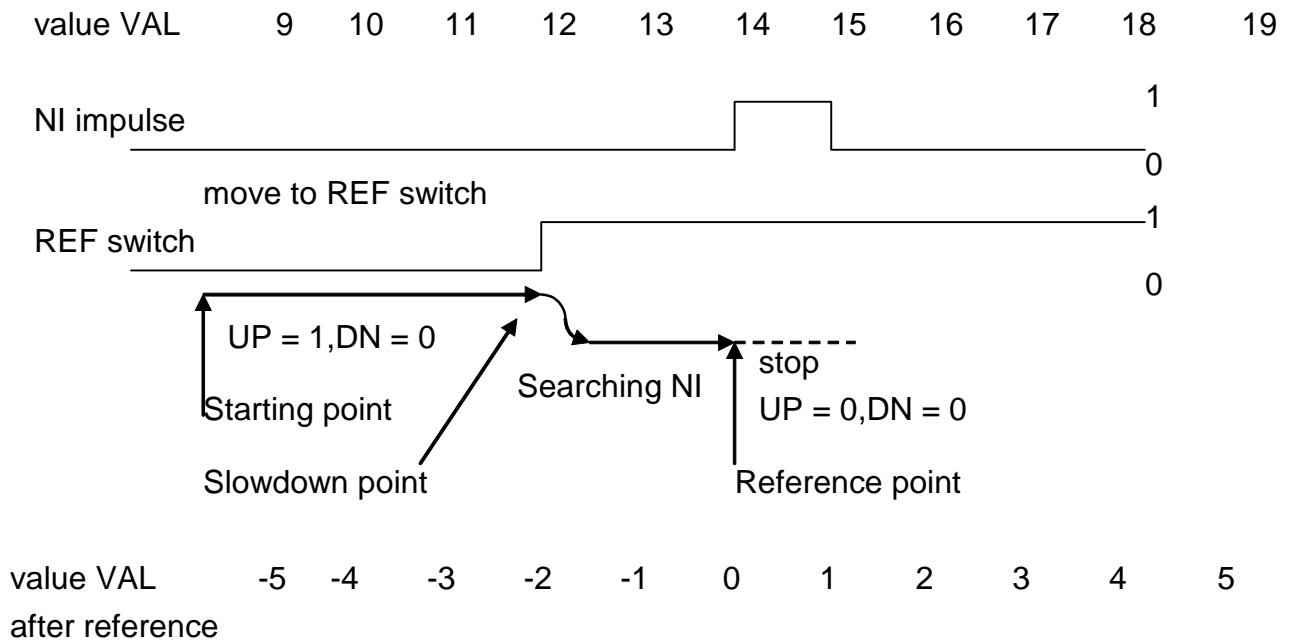 value VAL 9 10 11 12 13 14 15 16 17 18 19
1
NI impulse
0
move to REF switch
1
REF switch
0
UP = 1,DN = 0
stop
Searching NI
Starting point
UP = 0,DN = 0
Slowdown point
Reference point
value VAL -5 -4 -3 -2 -1 0 1 2 3 4 5
after reference